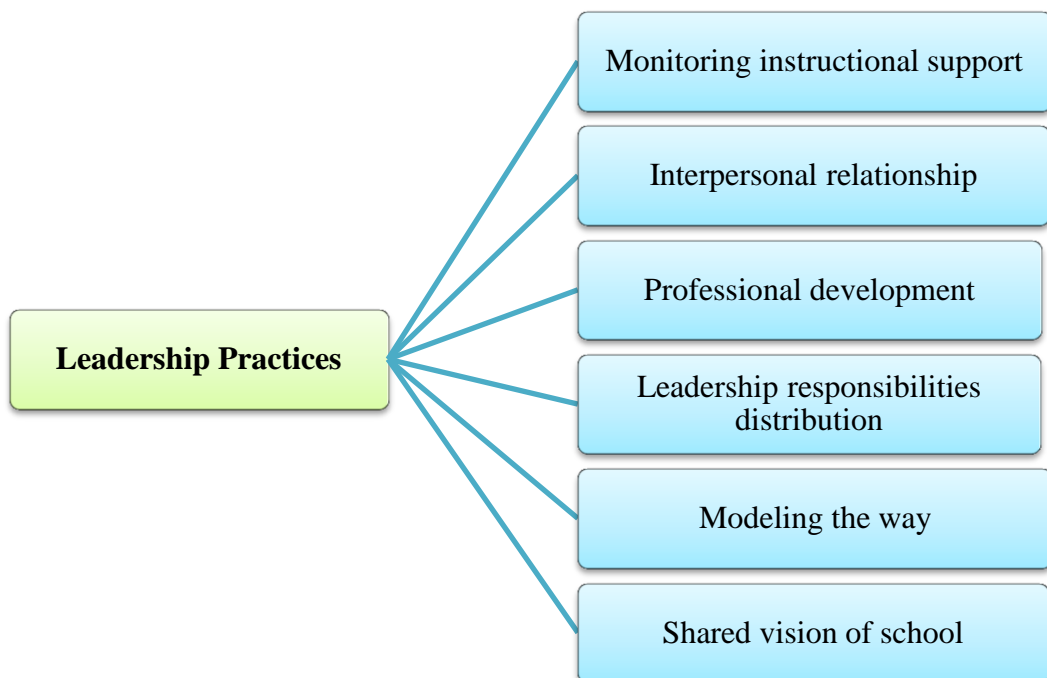 Monitoring instructional support
Interpersonal relationship
Professional development
Leadership Practices
Leadership responsibilities
distribution
Modeling the way
Shared vision of school